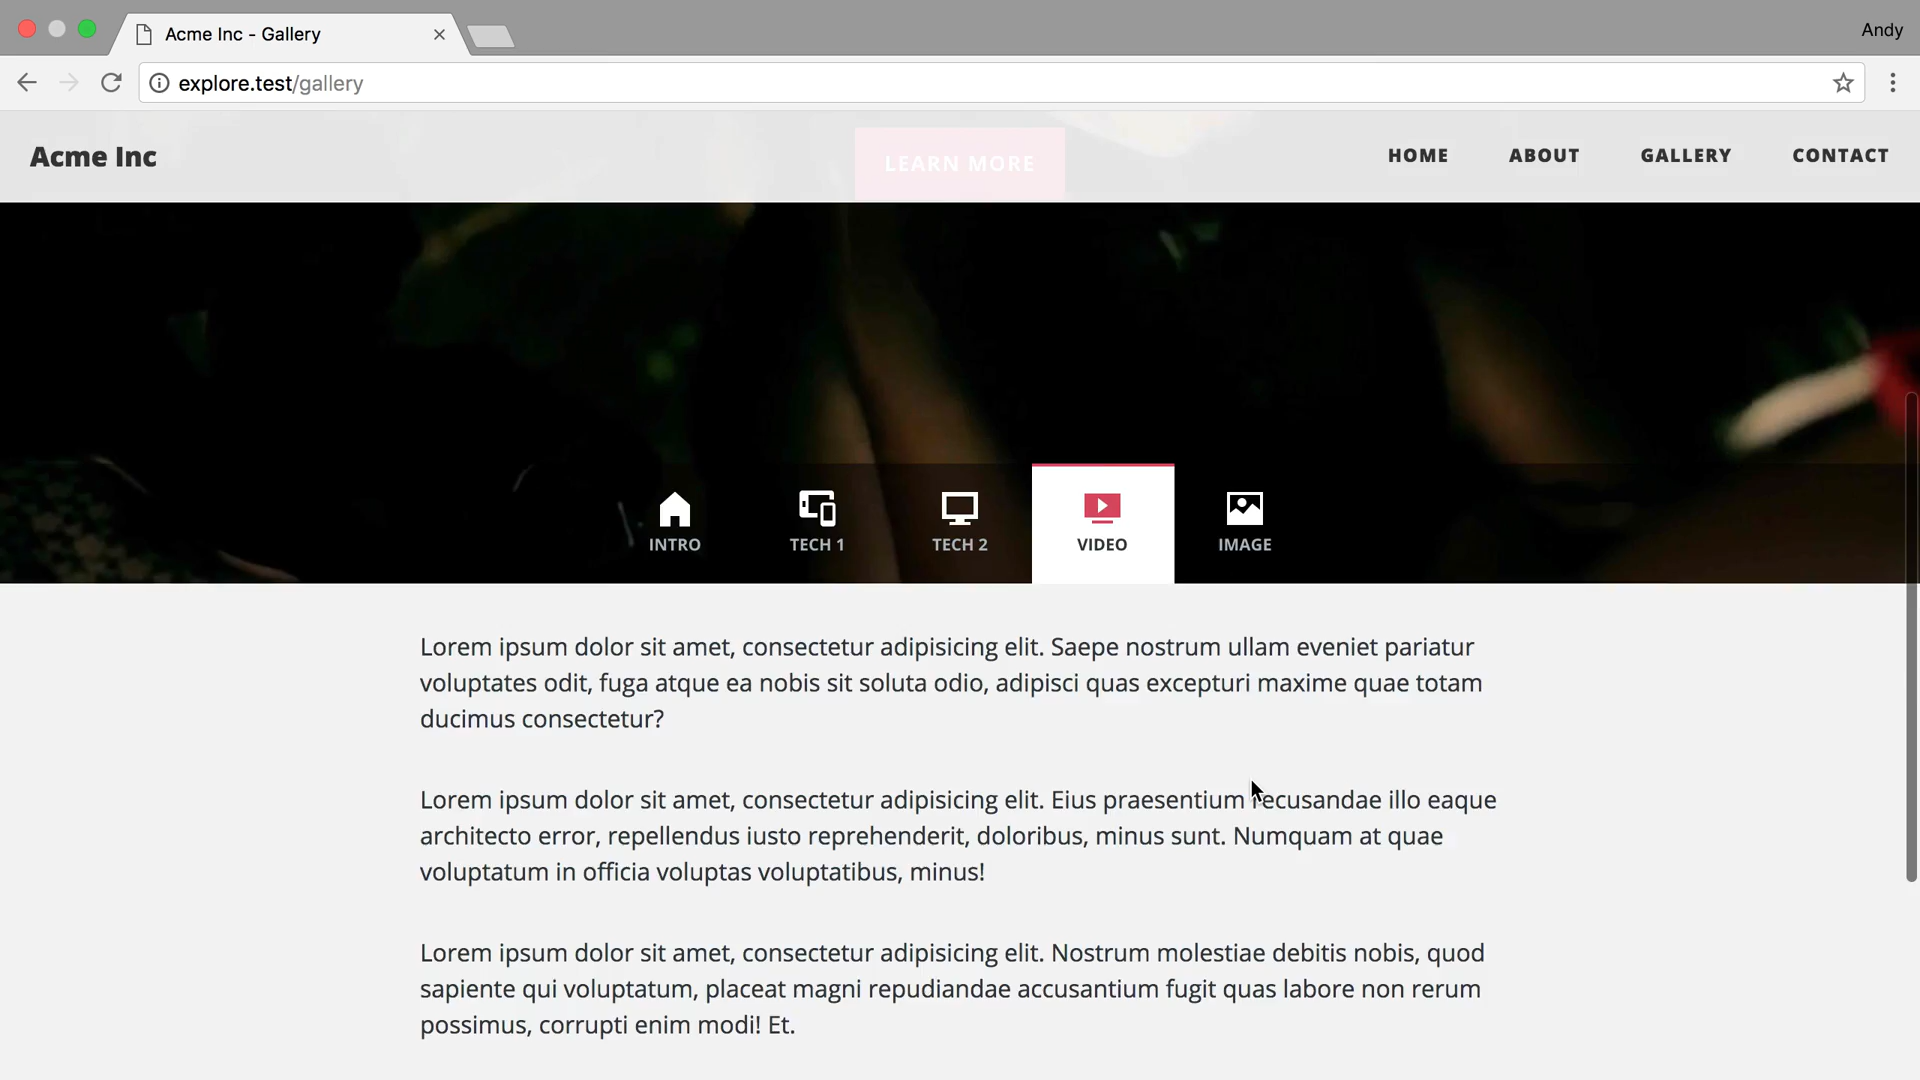 Acme Inc - Gallery
Andy
explore.test/gallery
Acme Inc
LEARN MORE
HOME ABOUT GALLERY CONTACT
INTRO TECH 1 TECH 2 VIDEO IMAGE
Lorem ipsum dolor sit amet, consectetur adipisicing elit. Saepe nostrum ullam eveniet pariatur
voluptates odit, fuga atque ea nobis sit soluta odio, adipisci quas excepturi maxime quae totam
ducimus consectetur?
Lorem ipsum dolor sit amet, consectetur adipisicing elit. Eius praesentium recusandae illo eaque
architecto error, repellendus iusto reprehenderit, doloribus, minus sunt. Numquam at quae
voluptatum in officia voluptas voluptatibus, minus!
Lorem ipsum dolor sit amet, consectetur adipisicing elit. Nostrum molestiae debitis nobis, quod
sapiente qui voluptatum, placeat magni repudiandae accusantium fugit quas labore non rerum
possimus, corrupti enim modi! Et.